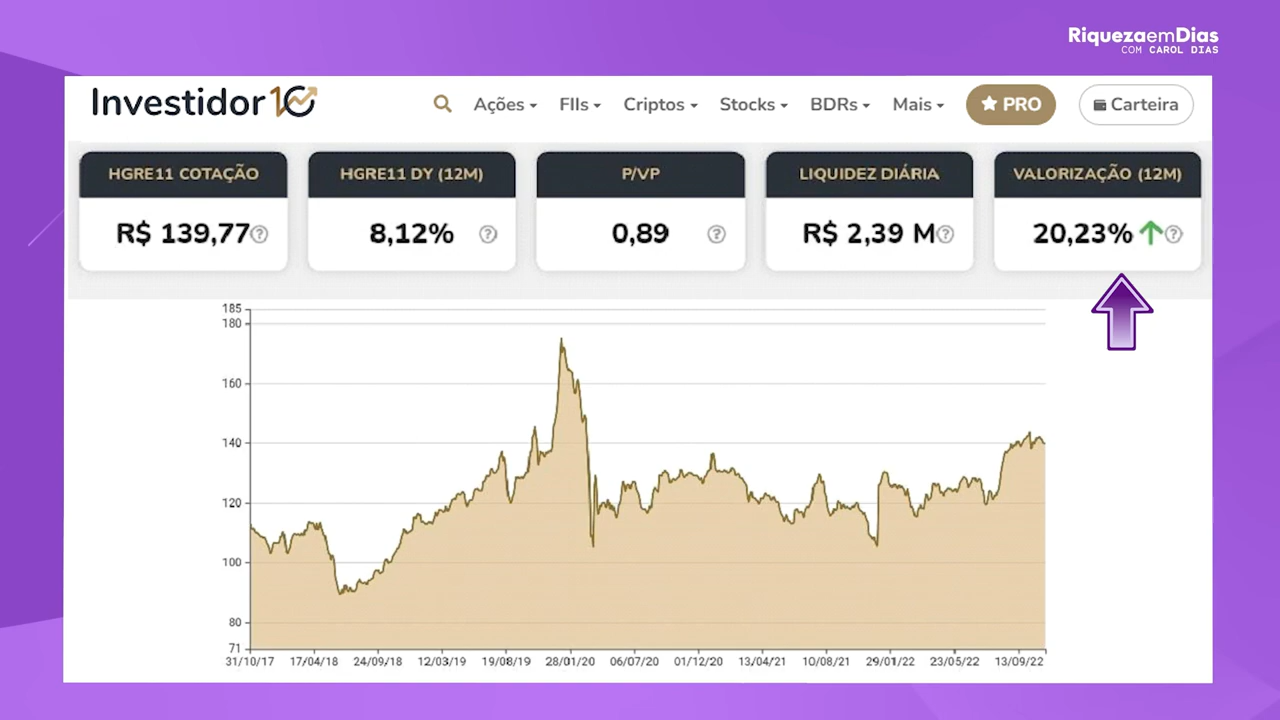 RiquezaemDias
COM CAROL DIAS
Investidor 10
Ações FIIs Criptos Stocks BDRs Mais PRO Carteira
HGRE11 COTAÇÃO HGRE11 DY (12M) P/VP LIQUIDEZ DIÁRIA VALORIZAÇÃO (12M)
R$ 139,77 8,12% 0,89 R$ 2,39 M 20,23%
185
180
160
140
120
100
80
71
31/10/17 17/04/18 24/09/18 12/03/19 19/08/19 28/01/20 06/07/20 01/12/20 13/04/21 10/08/21 29/01/22 23/05/22 13/09/22